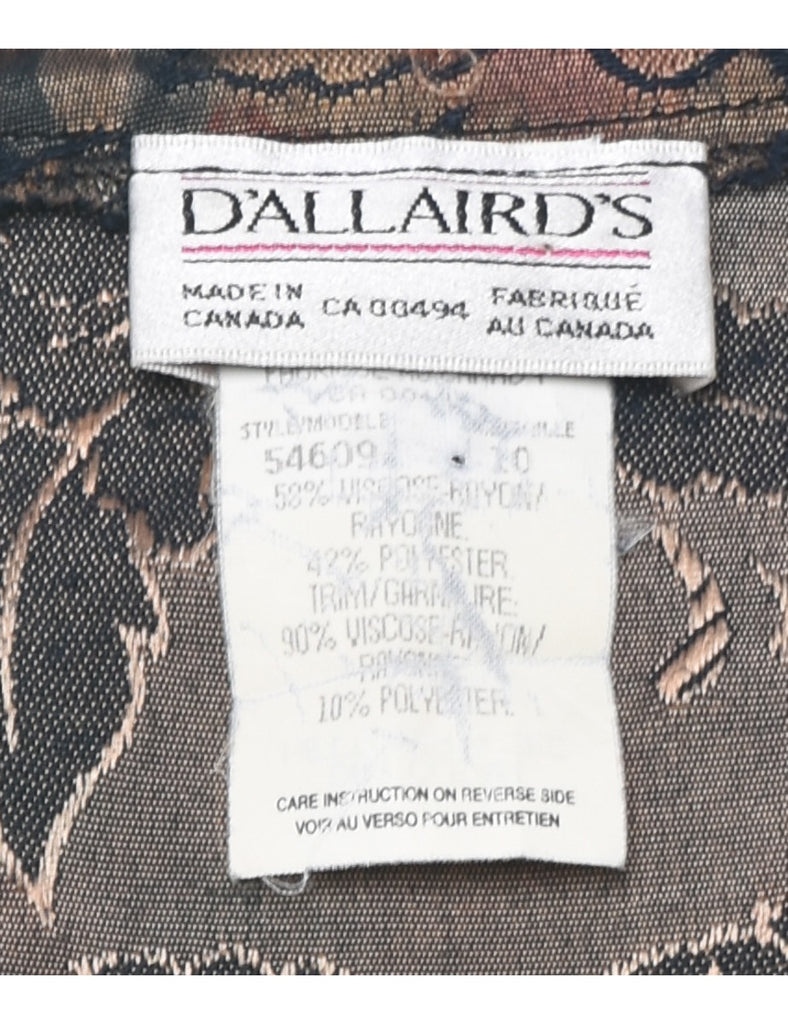 D'ALLAIRD'S
MADE IN CANADA
CA 00494
FABRIQUÉ AU CANADA
STYLE/MODELE
54609 10
58% VISCOSE-RAYON/
RAYONNE
42% POLYESTER.
TRIM/GARNITURE:
90% VISCOSE-RAYON/
RAYONNE
10% POLYESTER.
CARE INSTRUCTION ON REVERSE SIDE
VOIR AU VERSO POUR ENTRETIEN